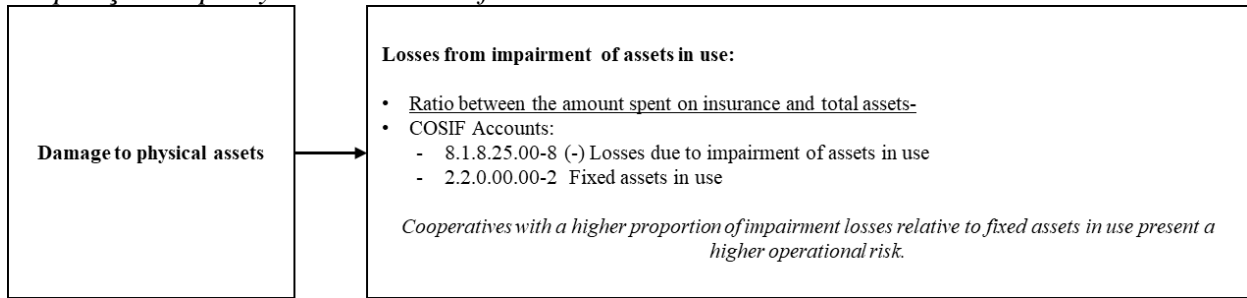 Damage to physical assets
Losses from impairment of assets in use:
• Ratio between the amount spent on insurance and total assets-
• COSIF Accounts:
- 8.1.8.25.00-8 (-) Losses due to impairment of assets in use
- 2.2.0.00.00-2 Fixed assets in use
Cooperatives with a higher proportion of impairment losses relative to fixed assets in use present a
higher operational risk.